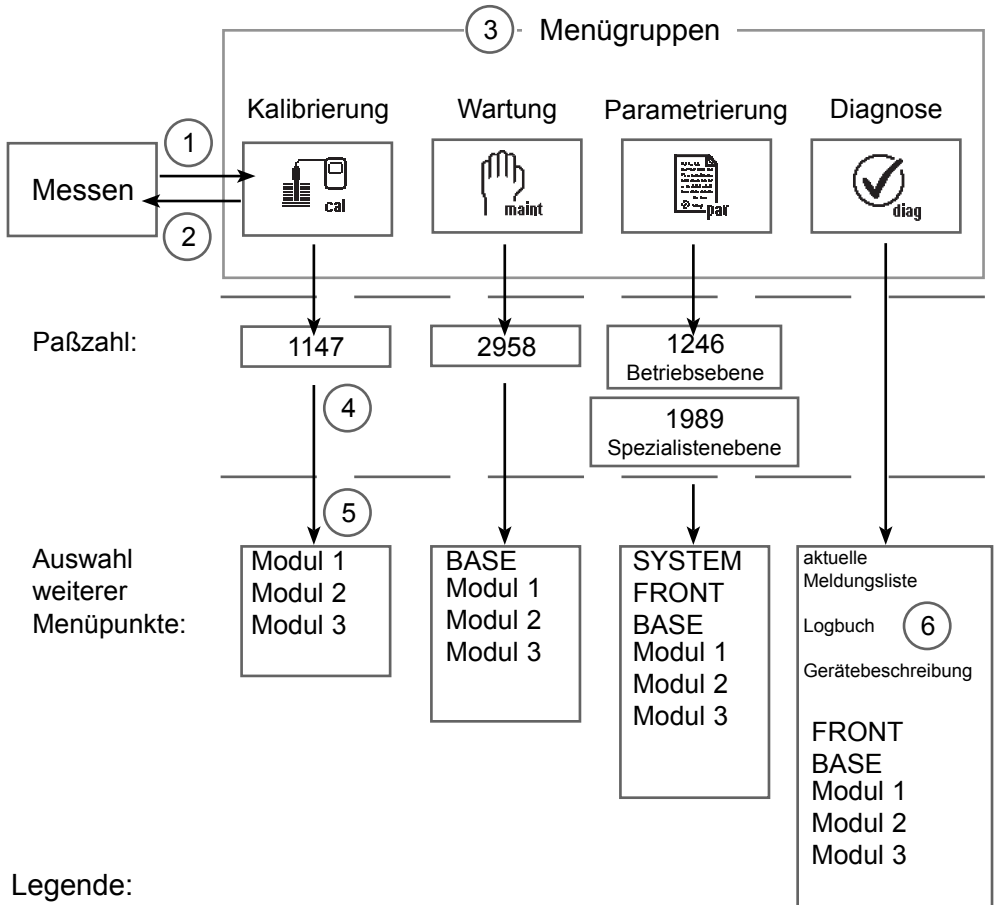 3 Menügruppen
Kalibrierung Wartung Parametrierung Diagnose
1
Messen
cal maint par diag
2
Paßzahl: 1147 2958 1246
Betriebsebene
4
1989
Spezialistenebene
5
Auswahl
weiterer
Menüpunkte:
Modul 1
Modul 2
Modul 3
BASE
Modul 1
Modul 2
Modul 3
SYSTEM
FRONT
BASE
Modul 1
Modul 2
Modul 3
aktuelle
Meldungsliste
Logbuch 6
Gerätebeschreibung
FRONT
BASE
Modul 1
Modul 2
Modul 3
Legende: